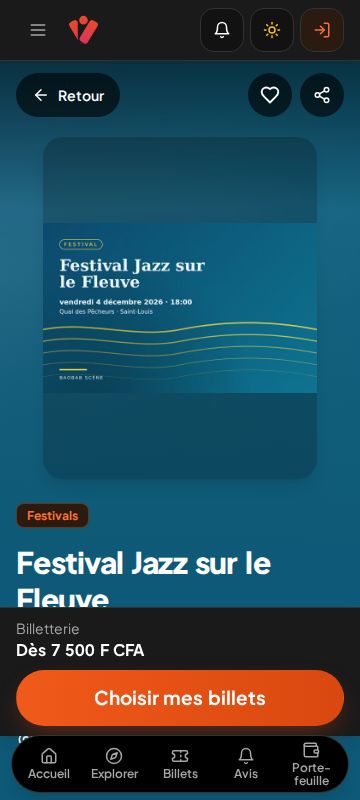 Retour
FESTIVAL
Festival Jazz sur
le Fleuve
vendredi 4 décembre 2026 · 18:00
Quai des Pêcheurs · Saint-Louis
BAOBAB SCÈNE
Festivals
Festival Jazz sur le
Fleuve
Billetterie
Dès 7 500 F CFA
Choisir mes billets
Accueil
Explorer
Billets
Avis
Porte-
feuille